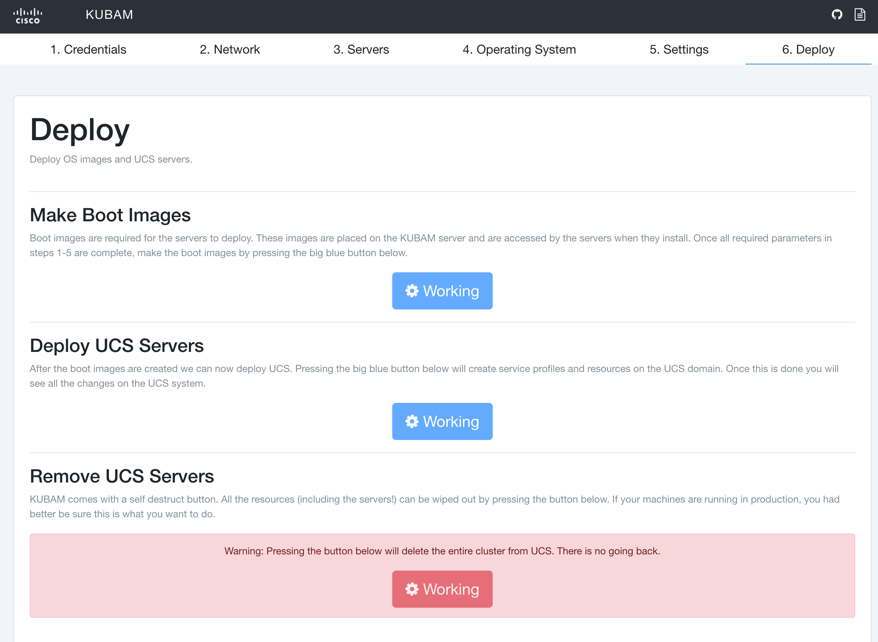 CISCO
KUBAM
1. Credentials
2. Network
3. Servers
4. Operating System
5. Settings
6. Deploy
Deploy
Deploy OS images and UCS servers.
Make Boot Images
Boot images are required for the servers to deploy. These images are placed on the KUBAM server and are accessed by the servers when they install. Once all required parameters in
steps 1-5 are complete, make the boot images by pressing the big blue button below.
Working
Deploy UCS Servers
After the boot images are created we can now deploy UCS. Pressing the big blue button below will create service profiles and resources on the UCS domain. Once this is done you will
see all the changes on the UCS system.
Working
Remove UCS Servers
KUBAM comes with a self destruct button. All the resources (including the servers!) can be wiped out by pressing the button below. If your machines are running in production, you had
better be sure this is what you want to do.
Warning: Pressing the button below will delete the entire cluster from UCS. There is no going back.
Working